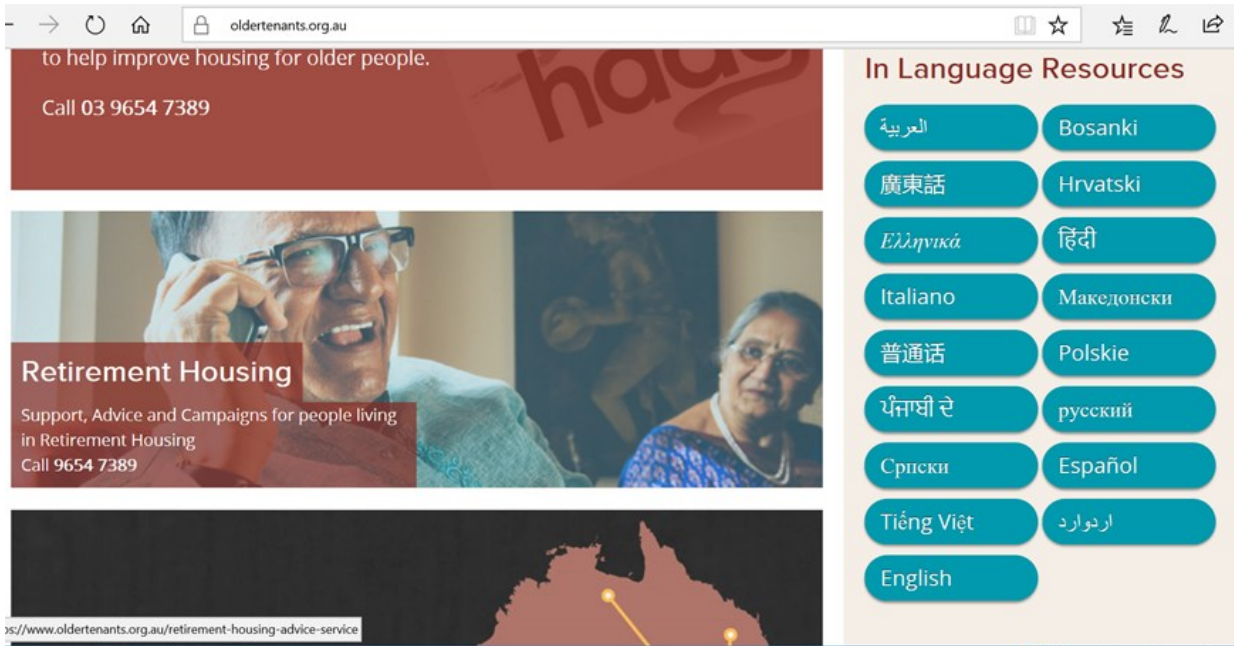 oldertenants.org.au
to help improve housing for older people.
Call 03 9654 7389
haag
Retirement Housing
Support, Advice and Campaigns for people living
in Retirement Housing
Call 9654 7389
ps://www.oldertenants.org.au/retirement-housing-advice-service
In Language Resources
العربية
Bosanki
廣東話
Hrvatski
Ελληνικά
हिंदी
Italiano
Македонски
普通话
Polskie
ਪੰਜਾਬੀ ਦੇ
русский
Српски
Español
Tiếng Việt
اردوارد
English